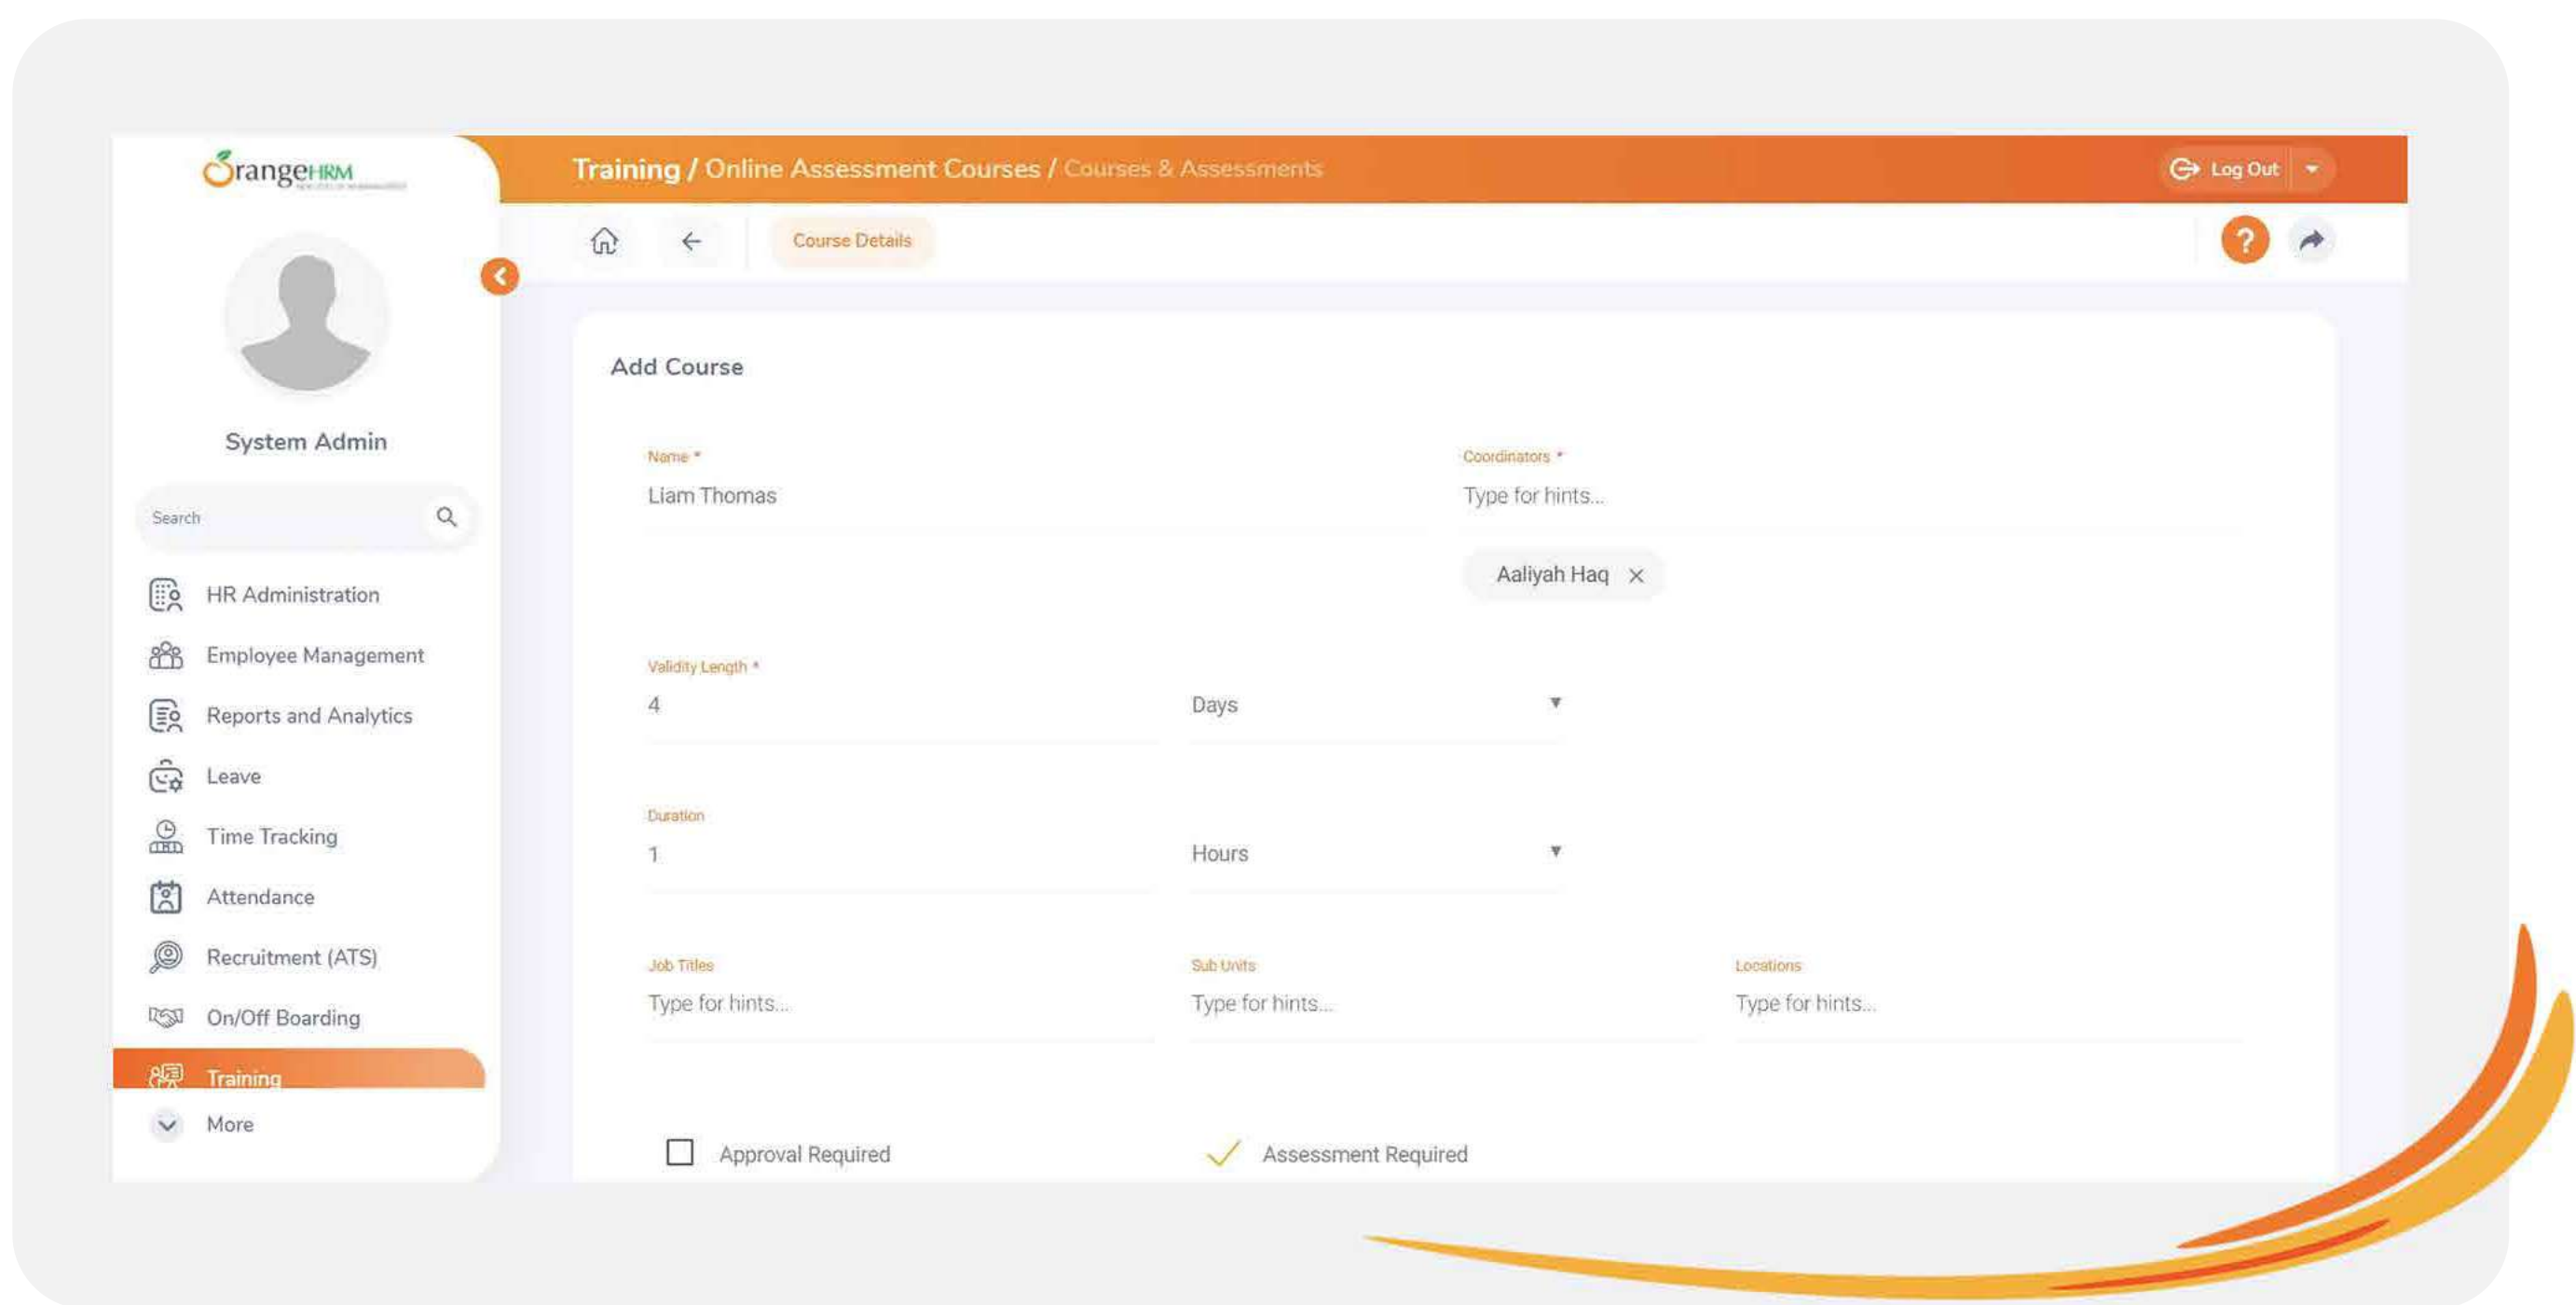 OrangeHRM
Training / Online Assessment Courses / Courses & Assessments
Log Out
Course Details
?
System Admin
Search
HR Administration
Employee Management
Reports and Analytics
Leave
Time Tracking
Attendance
Recruitment (ATS)
On/Off Boarding
Training
More
Add Course
Name *
Liam Thomas
Coordinators *
Type for hints...
Aaliyah Haq
Validity Length *
4
Days
Duration
1
Hours
Job Titles
Type for hints...
Sub Units
Type for hints...
Locations
Type for hints...
Approval Required
Assessment Required